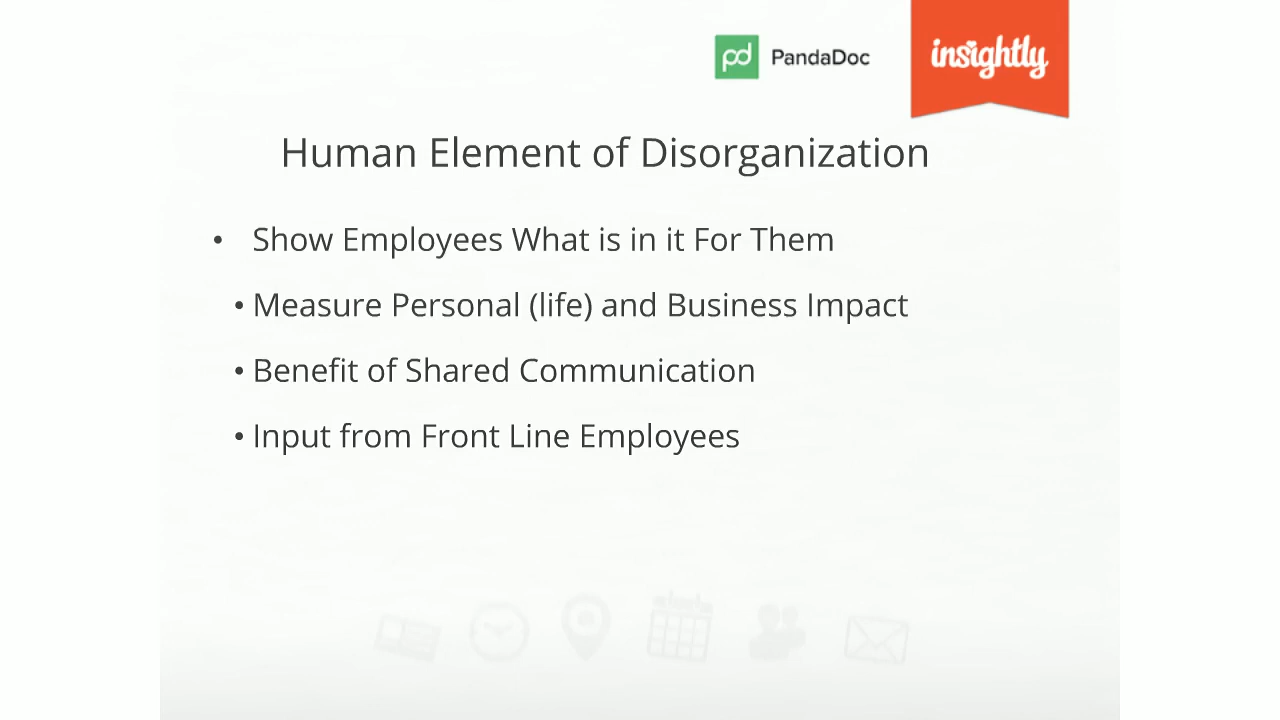 pd PandaDoc
insightly
Human Element of Disorganization
• Show Employees What is in it For Them
• Measure Personal (life) and Business Impact
• Benefit of Shared Communication
• Input from Front Line Employees